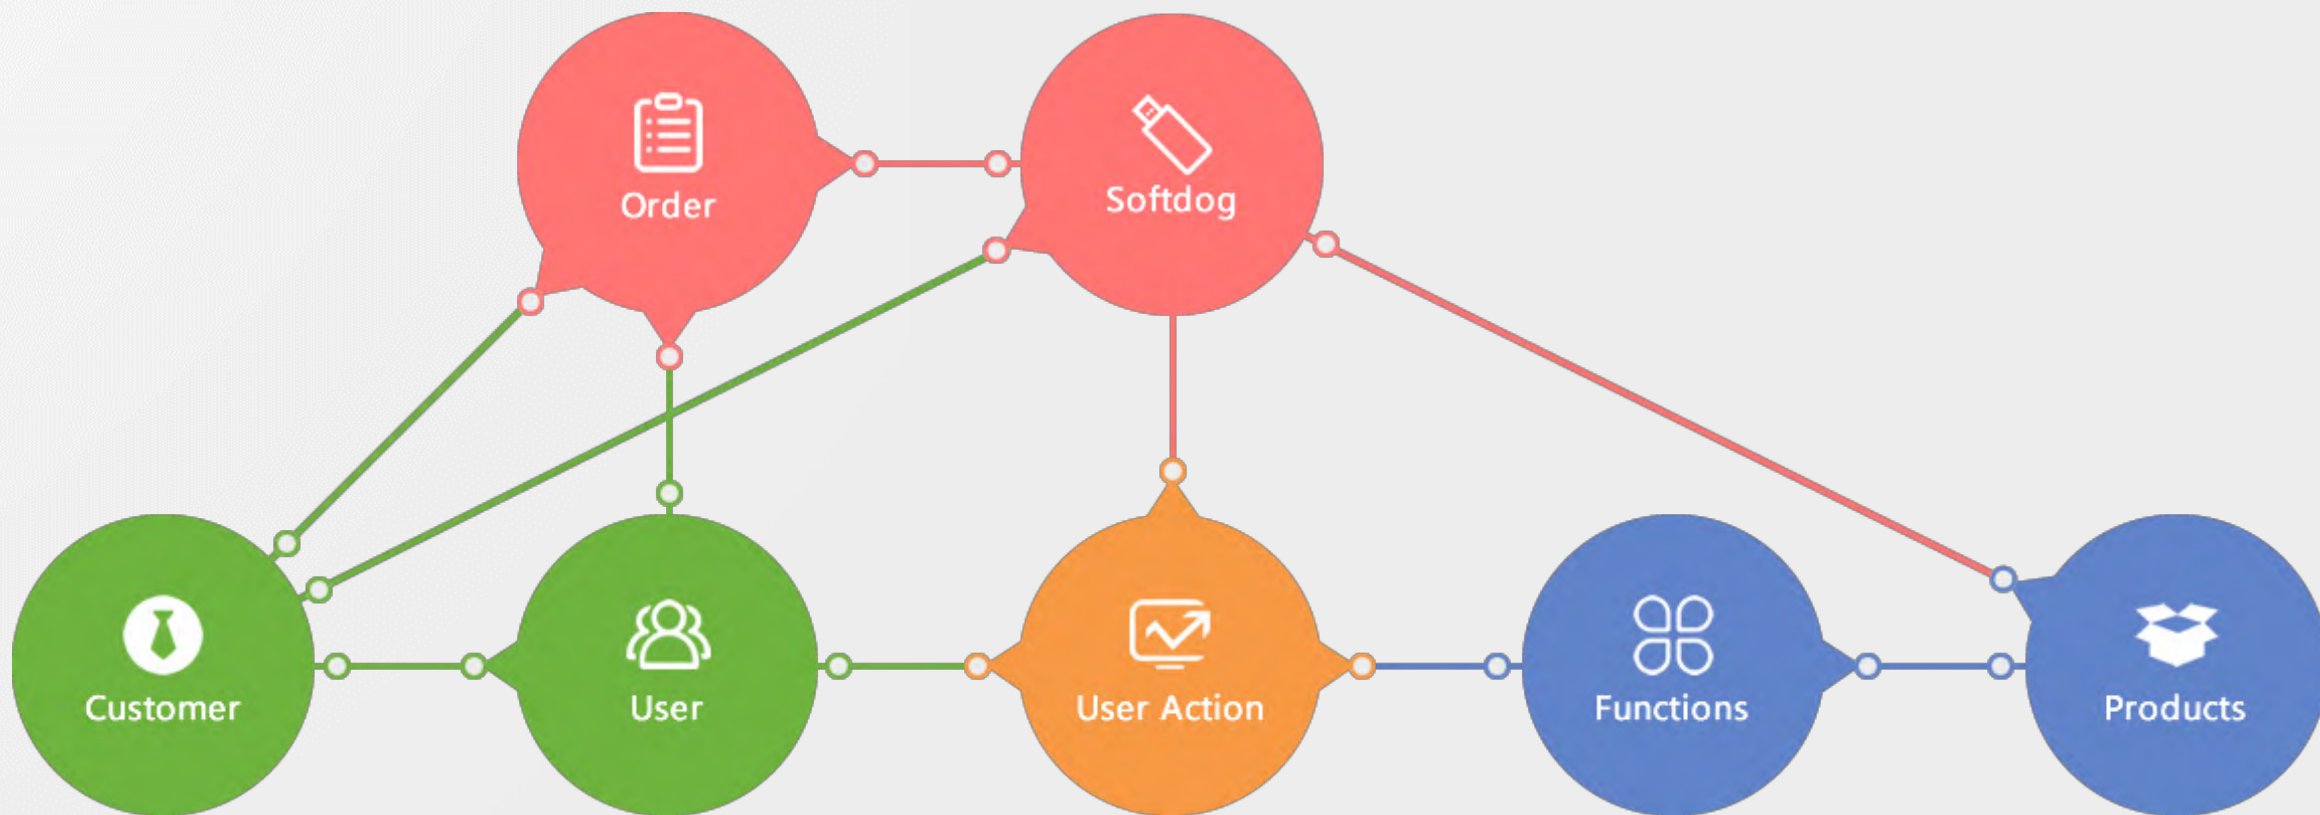 Order
Softdog
Customer
User
User Action
Functions
Products